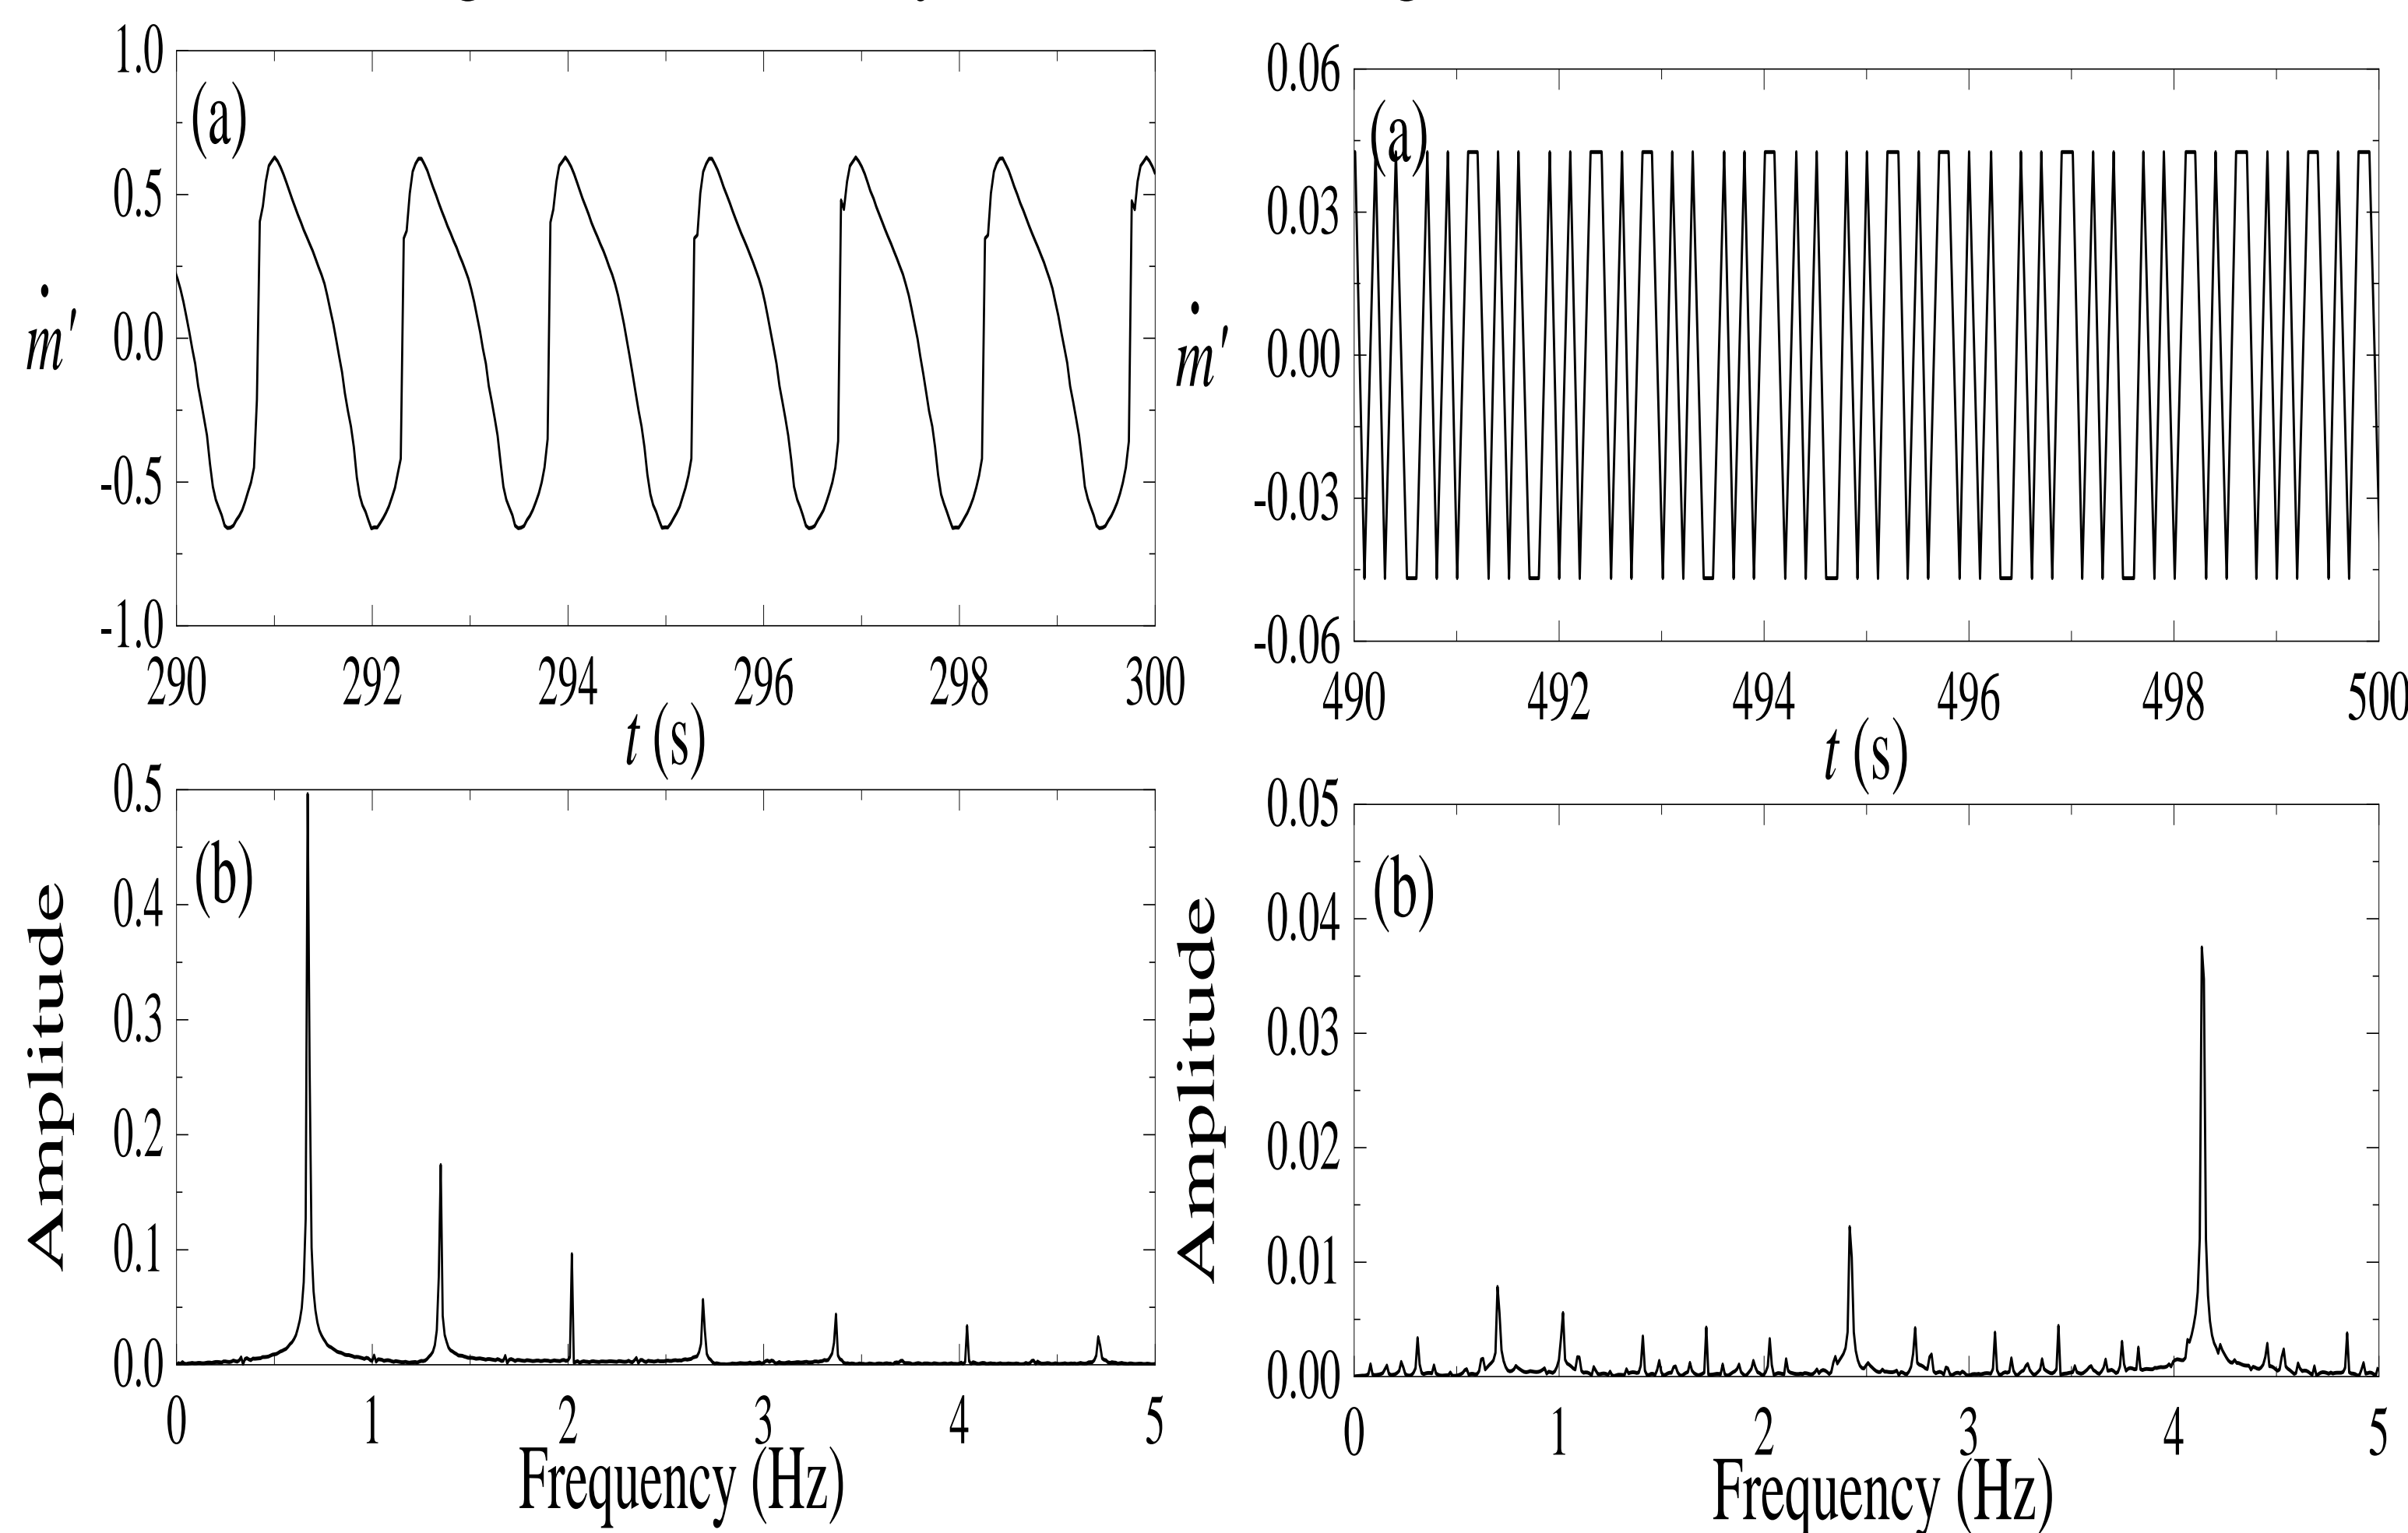 1.0
0.5
0.0
-0.5
-1.0
(a)
ṁ'
290 292 294 296 298 300
t (s)
0.06
0.03
0.00
-0.03
-0.06
(a)
ṁ'
490 492 494 496 498 500
t (s)
0.5
0.4
0.3
0.2
0.1
0.0
(b)
Amplitude
0 1 2 3 4 5
Frequency (Hz)
0.05
0.04
0.03
0.02
0.01
0.00
(b)
Amplitude
0 1 2 3 4 5
Frequency (Hz)